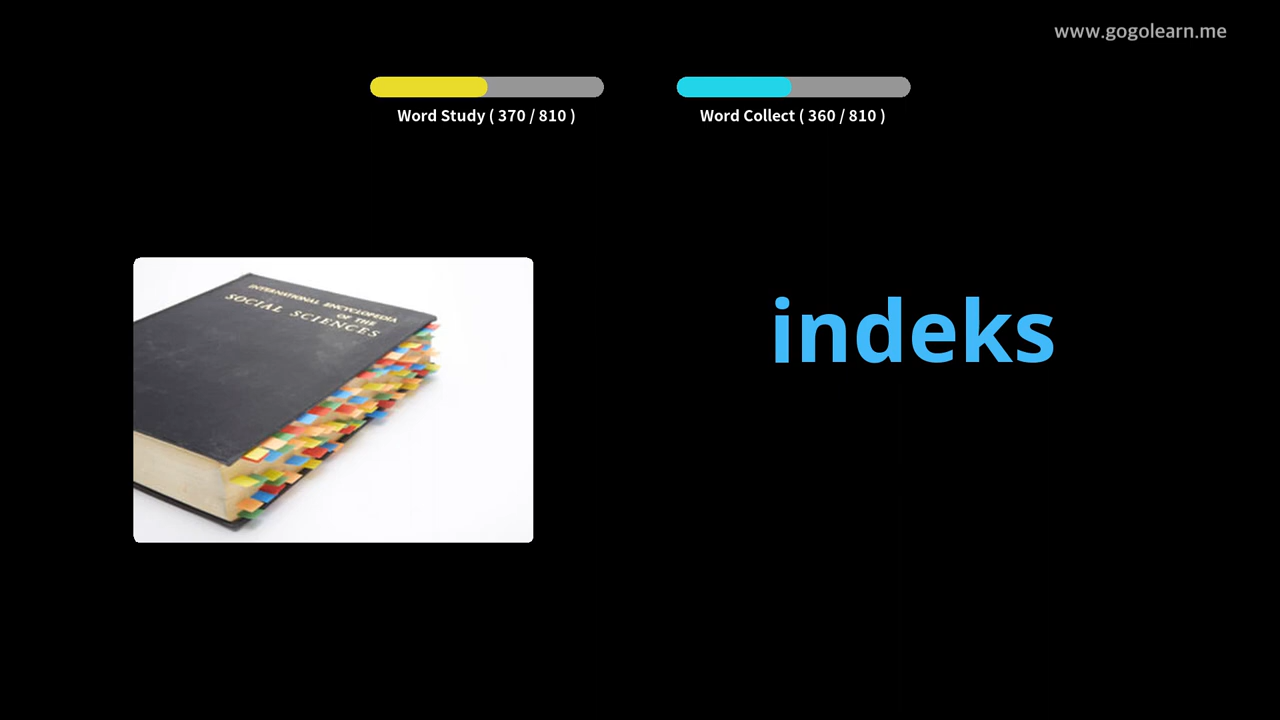 www.gogolearn.me
Word Study ( 370 / 810 )
Word Collect ( 360 / 810 )
INTERNATIONAL ENCYCLOPEDIA
OF THE
SOCIAL SCIENCES
indeks